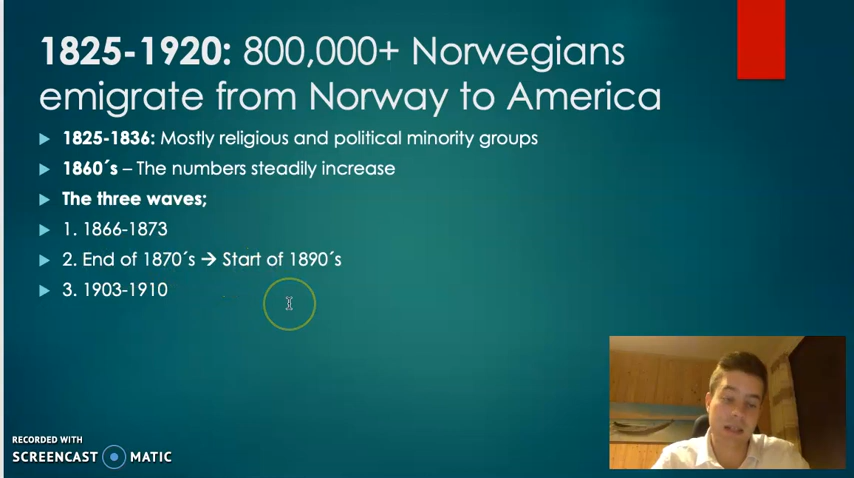 1825-1920: 800,000+ Norwegians
emigrate from Norway to America
1825-1836: Mostly religious and political minority groups
1860´s – The numbers steadily increase
The three waves;
1. 1866-1873
2. End of 1870´s → Start of 1890´s
3. 1903-1910
RECORDED WITH
SCREENCAST MATIC